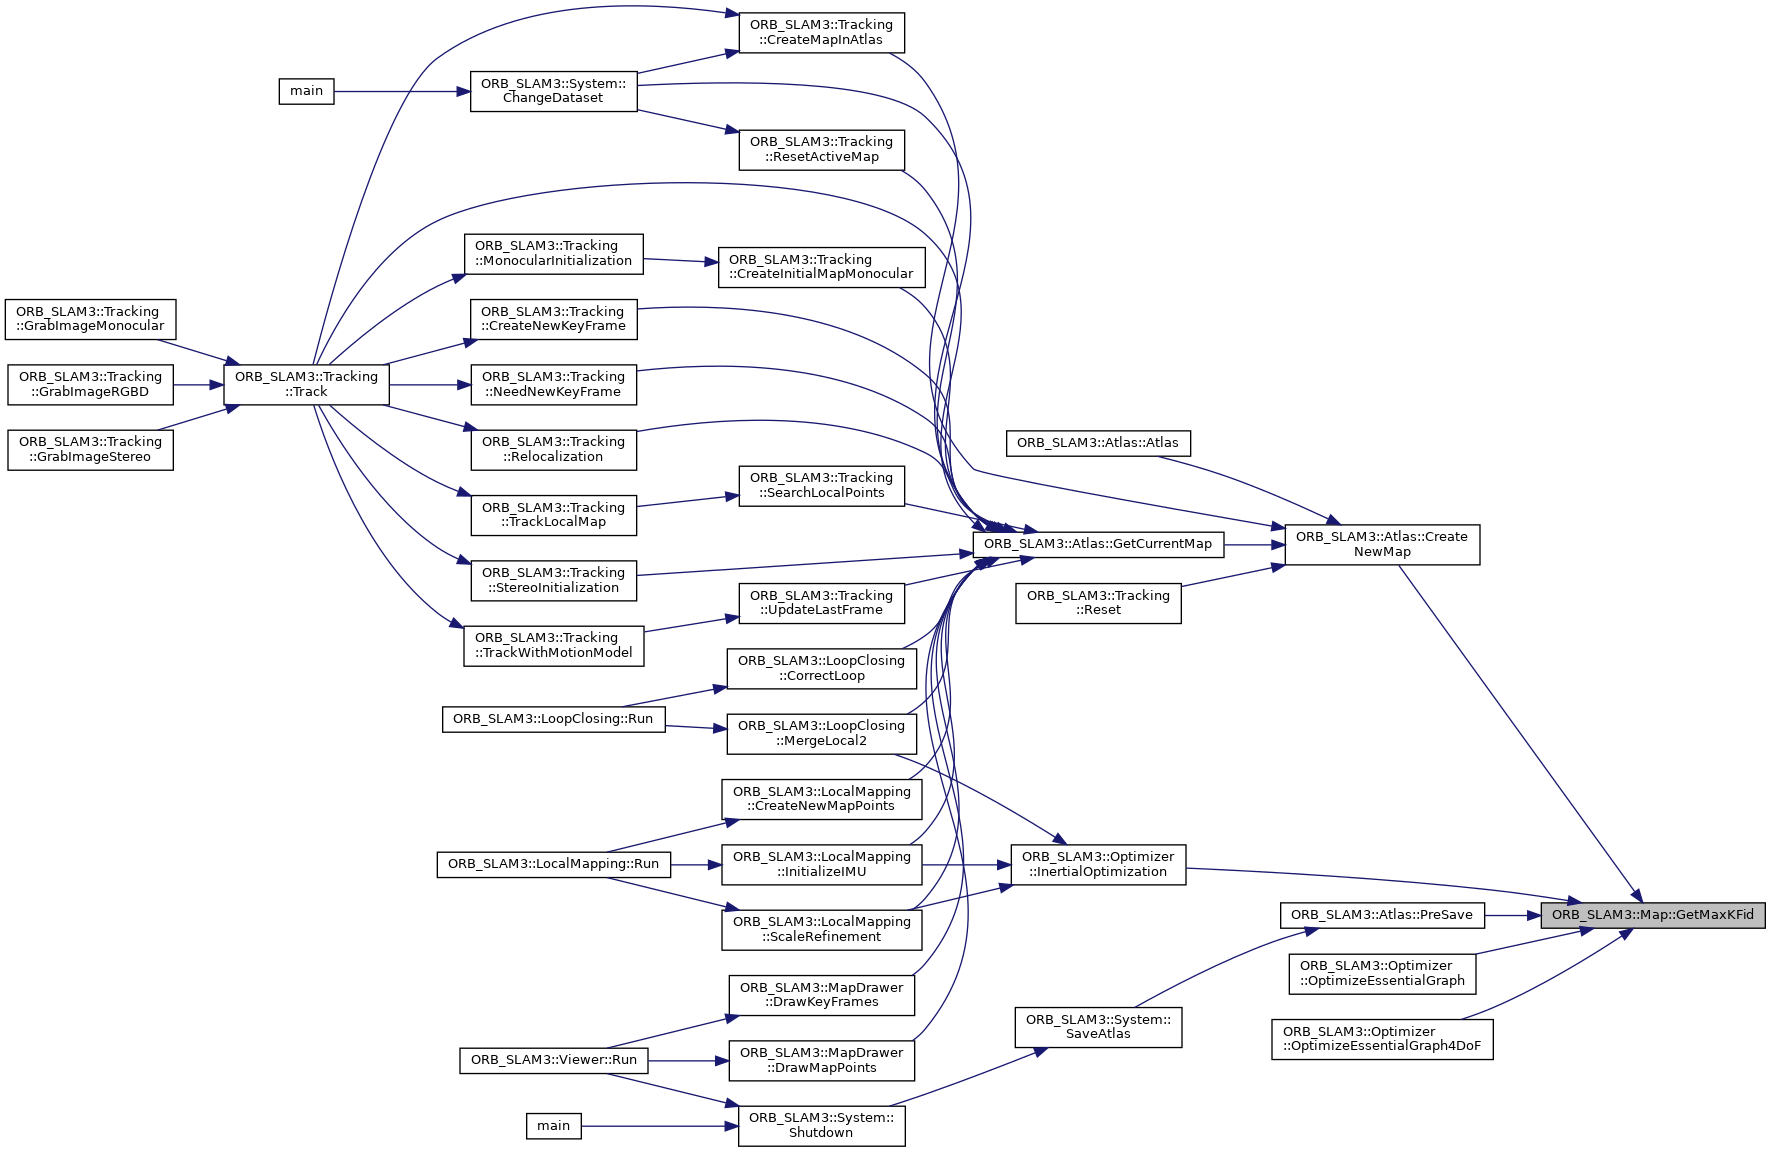 ORB_SLAM3::Tracking
::CreateMapInAtlas
main
ORB_SLAM3::System::
ChangeDataset
ORB_SLAM3::Tracking
::ResetActiveMap
ORB_SLAM3::Tracking
::MonocularInitialization
ORB_SLAM3::Tracking
::CreateInitialMapMonocular
ORB_SLAM3::Tracking
::GrabImageMonocular
ORB_SLAM3::Tracking
::CreateNewKeyFrame
ORB_SLAM3::Tracking
::GrabImageRGBD
ORB_SLAM3::Tracking
::Track
ORB_SLAM3::Tracking
::NeedNewKeyFrame
ORB_SLAM3::Tracking
::GrabImageStereo
ORB_SLAM3::Tracking
::Relocalization
ORB_SLAM3::Atlas::Atlas
ORB_SLAM3::Tracking
::SearchLocalPoints
ORB_SLAM3::Tracking
::TrackLocalMap
ORB_SLAM3::Atlas::GetCurrentMap
ORB_SLAM3::Atlas::Create
NewMap
ORB_SLAM3::Tracking
::StereoInitialization
ORB_SLAM3::Tracking
::UpdateLastFrame
ORB_SLAM3::Tracking
::Reset
ORB_SLAM3::Tracking
::TrackWithMotionModel
ORB_SLAM3::LoopClosing
::CorrectLoop
ORB_SLAM3::LoopClosing::Run
ORB_SLAM3::LoopClosing
::MergeLocal2
ORB_SLAM3::LocalMapping
::CreateNewMapPoints
ORB_SLAM3::LocalMapping::Run
ORB_SLAM3::LocalMapping
::InitializeIMU
ORB_SLAM3::Optimizer
::InertialOptimization
ORB_SLAM3::LocalMapping
::ScaleRefinement
ORB_SLAM3::Atlas::PreSave
ORB_SLAM3::Map::GetMaxKFid
ORB_SLAM3::Optimizer
::OptimizeEssentialGraph
ORB_SLAM3::MapDrawer
::DrawKeyFrames
ORB_SLAM3::System::
SaveAtlas
ORB_SLAM3::Optimizer
::OptimizeEssentialGraph4DoF
ORB_SLAM3::Viewer::Run
ORB_SLAM3::MapDrawer
::DrawMapPoints
main
ORB_SLAM3::System::
Shutdown